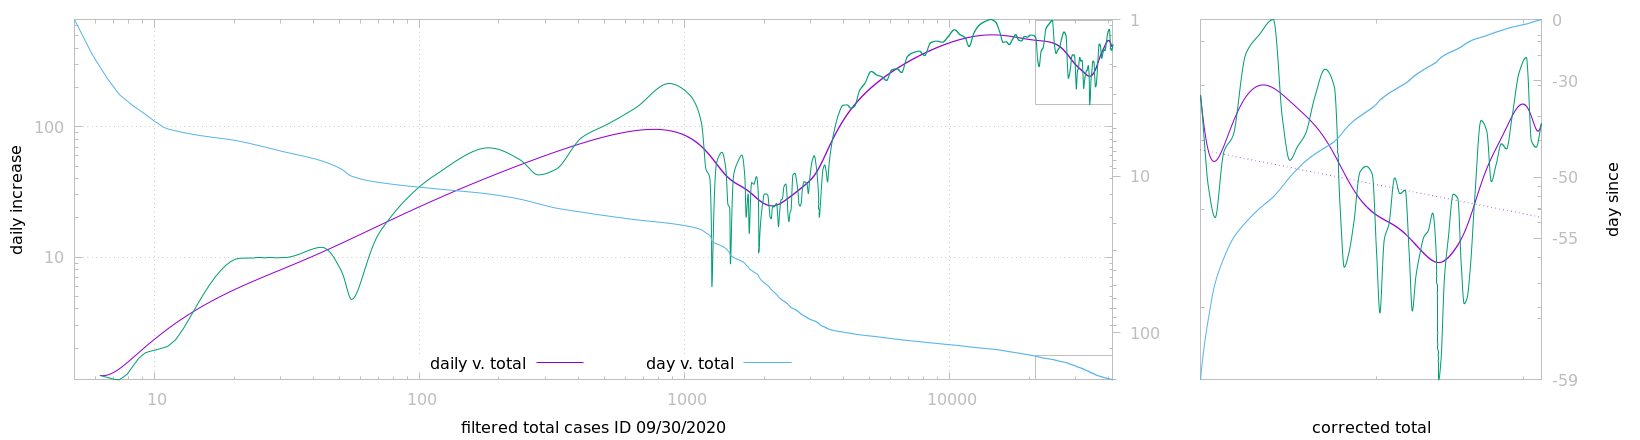 daily increase
100
10
daily v. total
day v. total
10
100
1000
10000
filtered total cases ID 09/30/2020
1
10
100
0
-30
-50
-55
-59
day since
corrected total